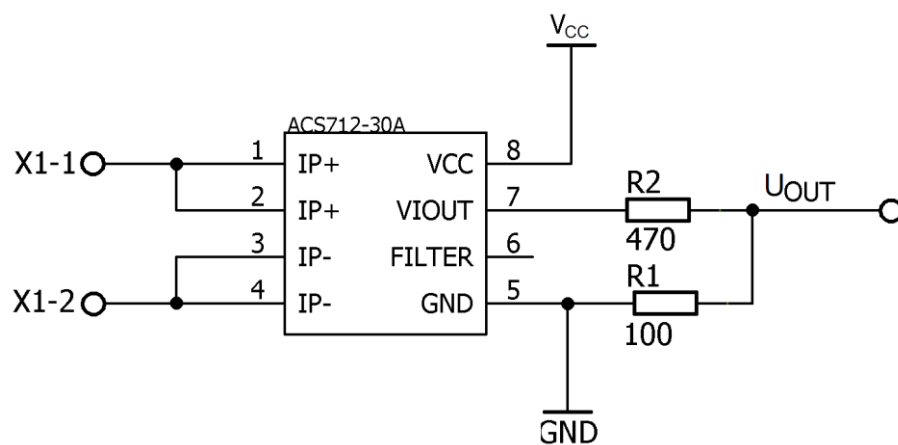 VCC
ACS712-30A
X1-1
1 IP+ VCC 8
2 IP+ VIOUT 7
R2
470
UOUT
3 IP- FILTER 6
X1-2
4 IP- GND 5
R1
100
GND